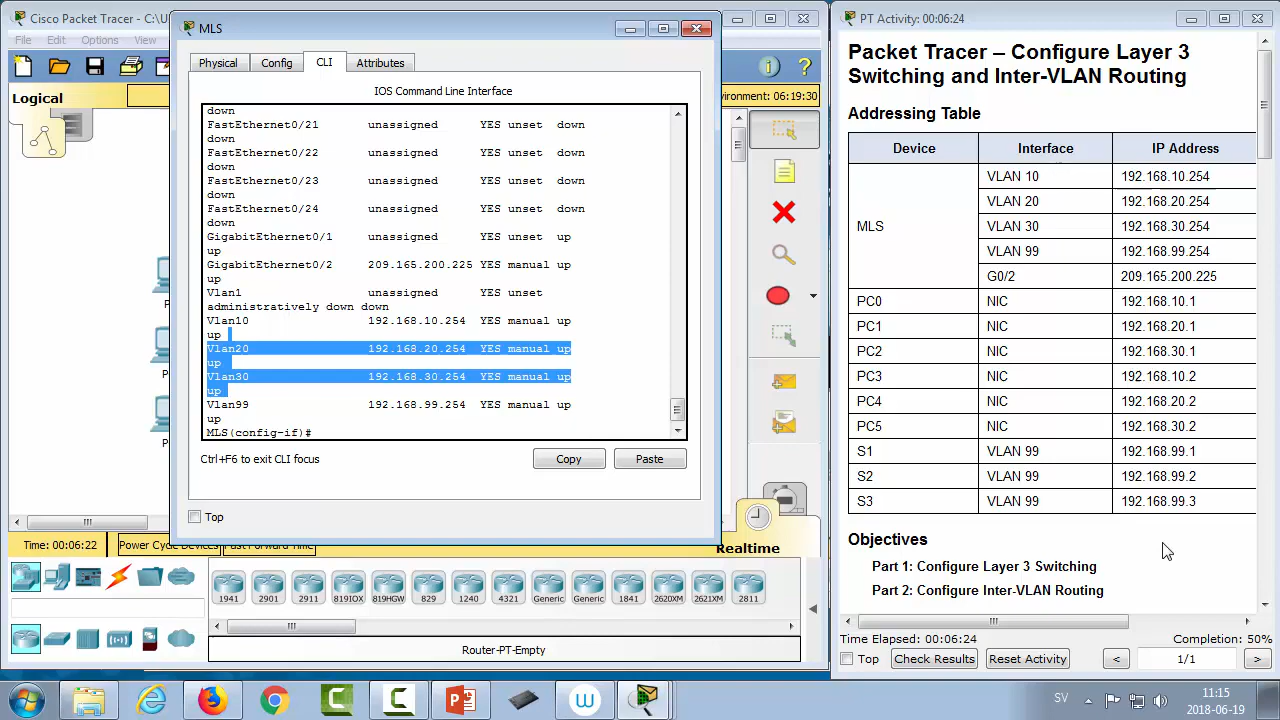 Cisco Packet Tracer - C:\U
File Edit Options View
Logical
vironment: 06:19:30
MLS
Physical Config CLI Attributes
IOS Command Line Interface
down
FastEthernet0/21 unassigned YES unset down
down
FastEthernet0/22 unassigned YES unset down
down
FastEthernet0/23 unassigned YES unset down
down
FastEthernet0/24 unassigned YES unset down
down
GigabitEthernet0/1 unassigned YES unset up
up
GigabitEthernet0/2 209.165.200.225 YES manual up
up
Vlan1 unassigned YES unset
administratively down down
Vlan10 192.168.10.254 YES manual up
up
Vlan20 192.168.20.254 YES manual up
up
Vlan30 192.168.30.254 YES manual up
up
Vlan99 192.168.99.254 YES manual up
up
MLS(config-if)#
Ctrl+F6 to exit CLI focus
Copy Paste
Top
P
P
P
Time: 00:06:22 Power Cycle Devices Fast Forward Time
Realtime
1941 2901 2911 819IOX 819HGW 829 1240 4321 Generic Generic 1841 2620XM 2621XM 2811
Router-PT-Empty
PT Activity: 00:06:24
Packet Tracer – Configure Layer 3
Switching and Inter-VLAN Routing
Addressing Table
Device Interface IP Address
MLS
VLAN 10 192.168.10.254
VLAN 20 192.168.20.254
VLAN 30 192.168.30.254
VLAN 99 192.168.99.254
G0/2 209.165.200.225
PC0 NIC 192.168.10.1
PC1 NIC 192.168.20.1
PC2 NIC 192.168.30.1
PC3 NIC 192.168.10.2
PC4 NIC 192.168.20.2
PC5 NIC 192.168.30.2
S1 VLAN 99 192.168.99.1
S2 VLAN 99 192.168.99.2
S3 VLAN 99 192.168.99.3
Objectives
Part 1: Configure Layer 3 Switching
Part 2: Configure Inter-VLAN Routing
Time Elapsed: 00:06:24 Completion: 50%
Top Check Results Reset Activity < 1/1 >
SV
11:15
2018-06-19